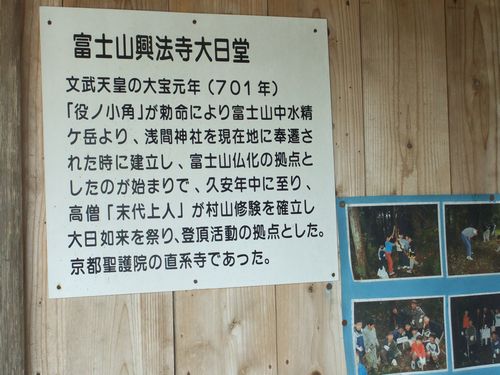 富士山興法寺大日堂
文武天皇の大宝元年（701年）
「役ノ小角」が勅命により富士山中水精
ケ岳より、浅間神社を現在地に奉遷さ
れた時に建立し、富士山仏化の拠点と
したのが始まりで、久安年中に至り、
高僧「末代上人」が村山修験を確立し
大日如来を祭り、登頂活動の拠点とした。
京都聖護院の直系寺であった。